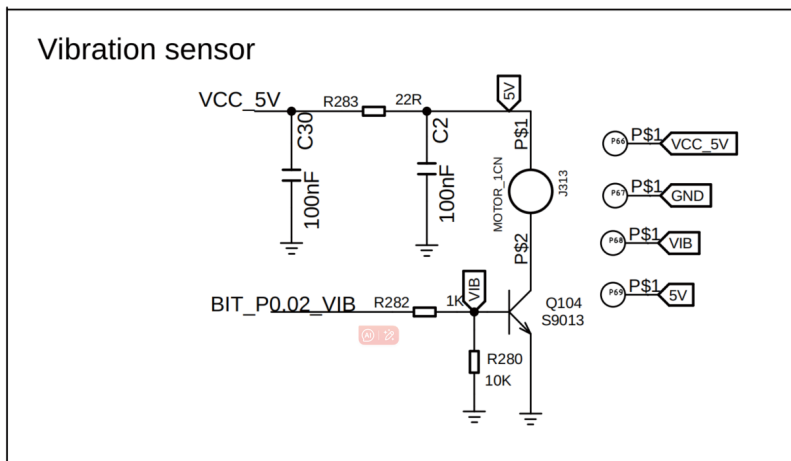 Vibration sensor
VCC_5V
R283
22R
5V
C30
100nF
C2
100nF
P$1
MOTOR_1CN
J313
P$2
P66
P$1
VCC_5V
P67
P$1
GND
P68
P$1
VIB
P69
P$1
5V
BIT_P0.02_VIB
R282
1K
VIB
Q104
S9013
R280
10K
AI